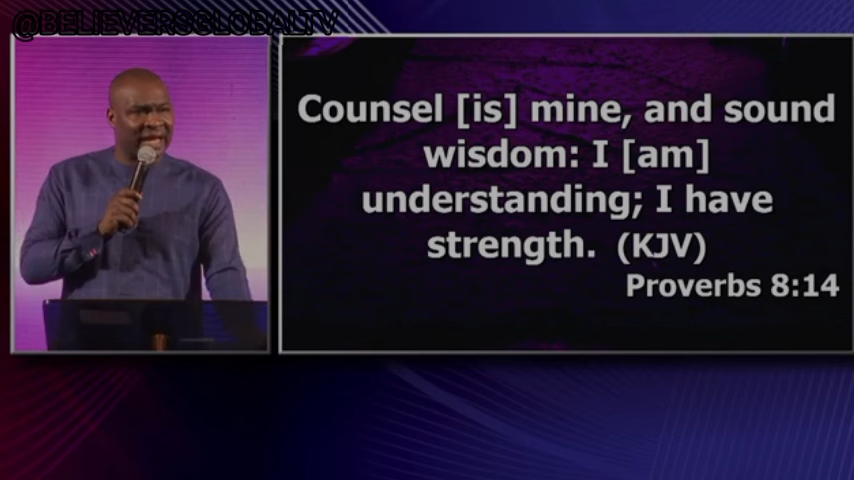 @BELIEVERSGLOBALTV
Counsel [is] mine, and sound
wisdom: I [am]
understanding; I have
strength. (KJV)
Proverbs 8:14